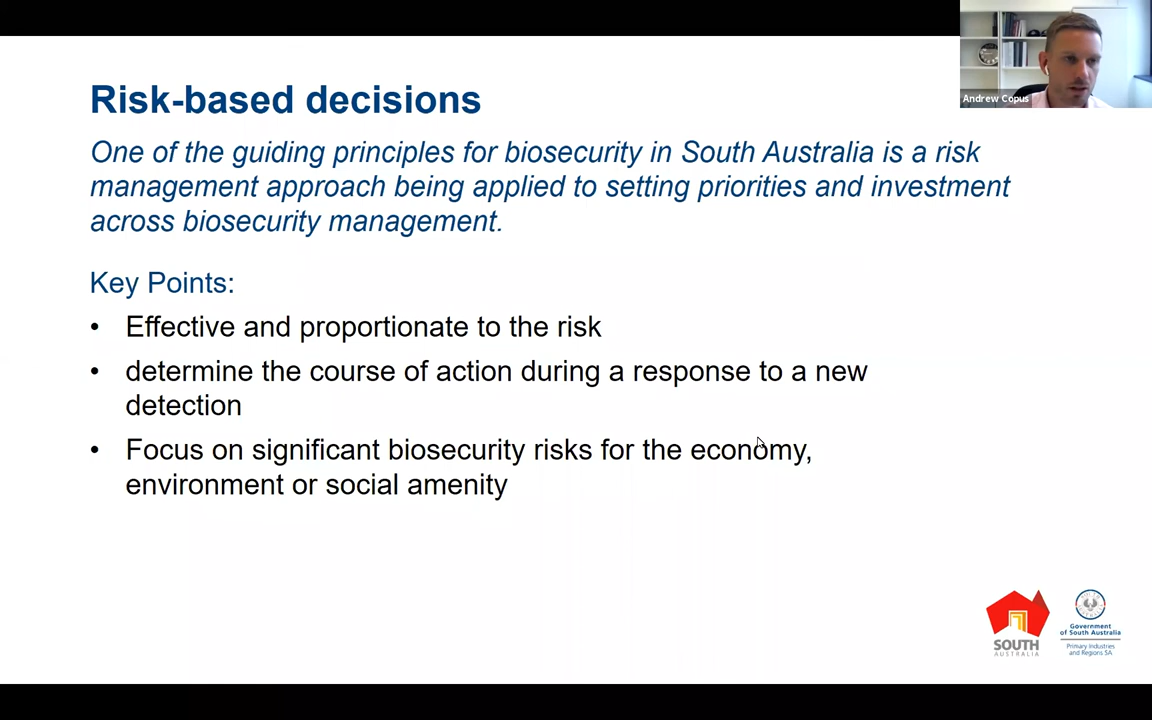 Risk-based decisions
One of the guiding principles for biosecurity in South Australia is a risk
management approach being applied to setting priorities and investment
across biosecurity management.
Key Points:
• Effective and proportionate to the risk
• determine the course of action during a response to a new
detection
• Focus on significant biosecurity risks for the economy,
environment or social amenity
Andrew Copus
SOUTH
AUSTRALIA
Government
of South Australia
Primary Industries
and Regions SA